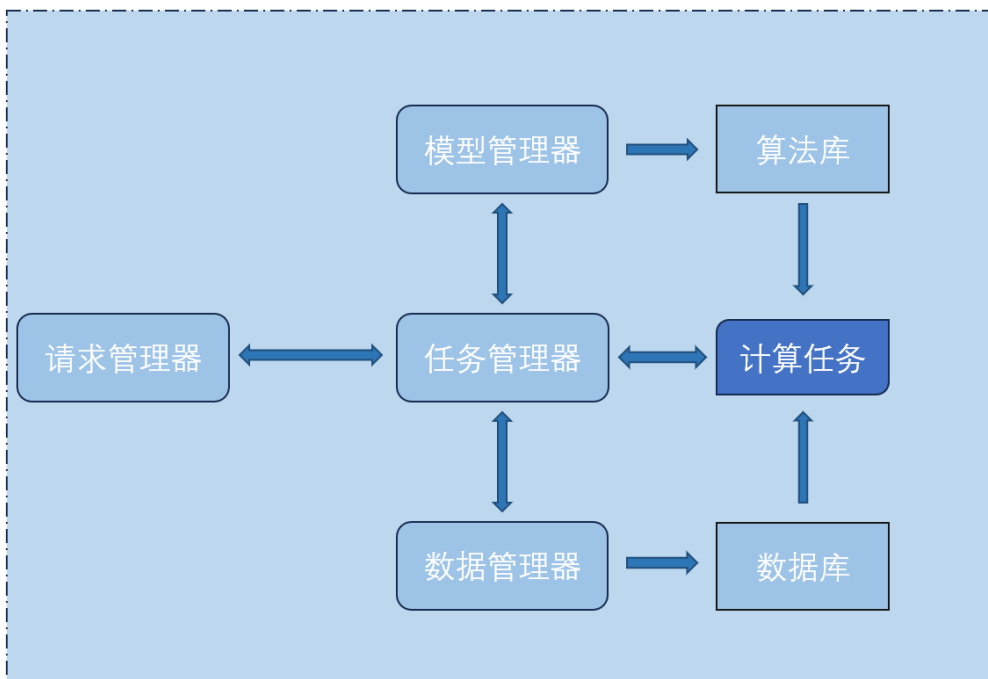 模型管理器
算法库
请求管理器
任务管理器
计算任务
数据管理器
数据库